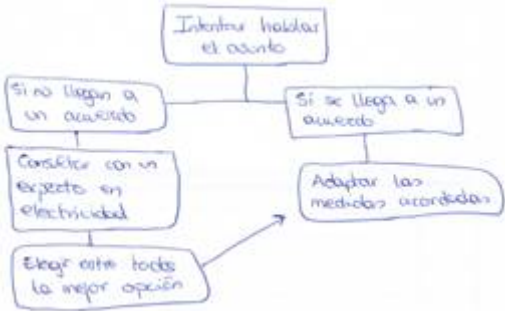 Intentar hablar
el asunto
Si no llegan a
un acuerdo
Si se llega a un
acuerdo
Consultar con un
experto en
electricidad
Adaptar las
medidas acordadas
Elegir entre todos
la mejor opción